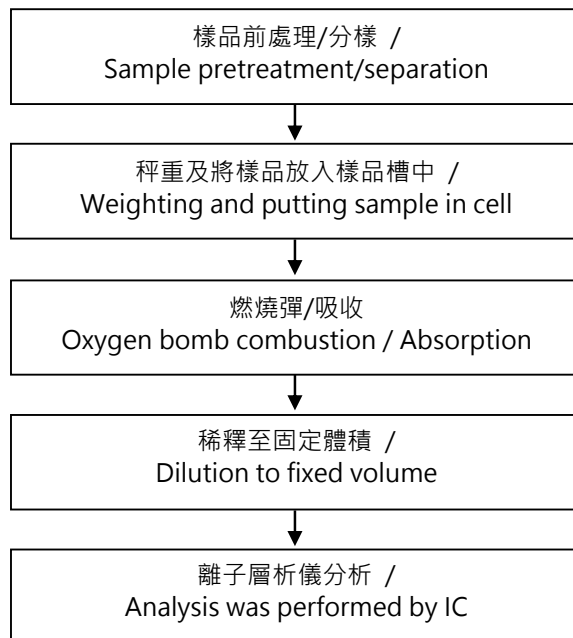 樣品前處理/分樣 /
Sample pretreatment/separation
秤重及將樣品放入樣品槽中 /
Weighting and putting sample in cell
燃燒彈/吸收
Oxygen bomb combustion / Absorption
稀釋至固定體積 /
Dilution to fixed volume
離子層析儀分析 /
Analysis was performed by IC